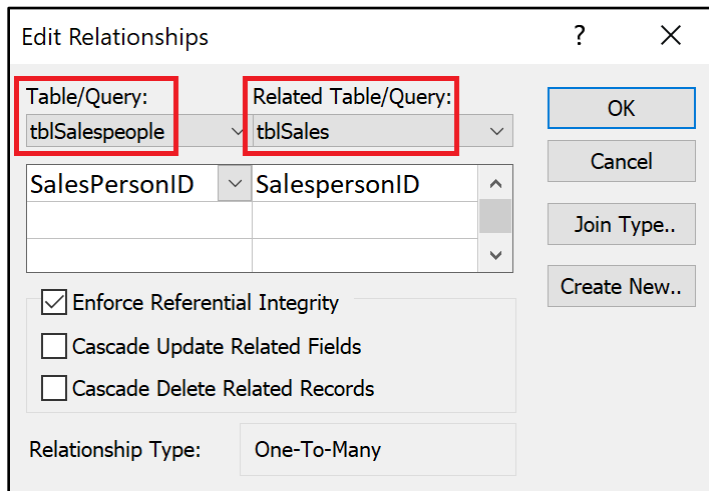 Edit Relationships ?
Table/Query: Related Table/Query:
tblSalespeople tblSales
OK
SalesPersonID SalespersonID
Cancel
Join Type..
Create New..
Enforce Referential Integrity
Cascade Update Related Fields
Cascade Delete Related Records
Relationship Type: One-To-Many